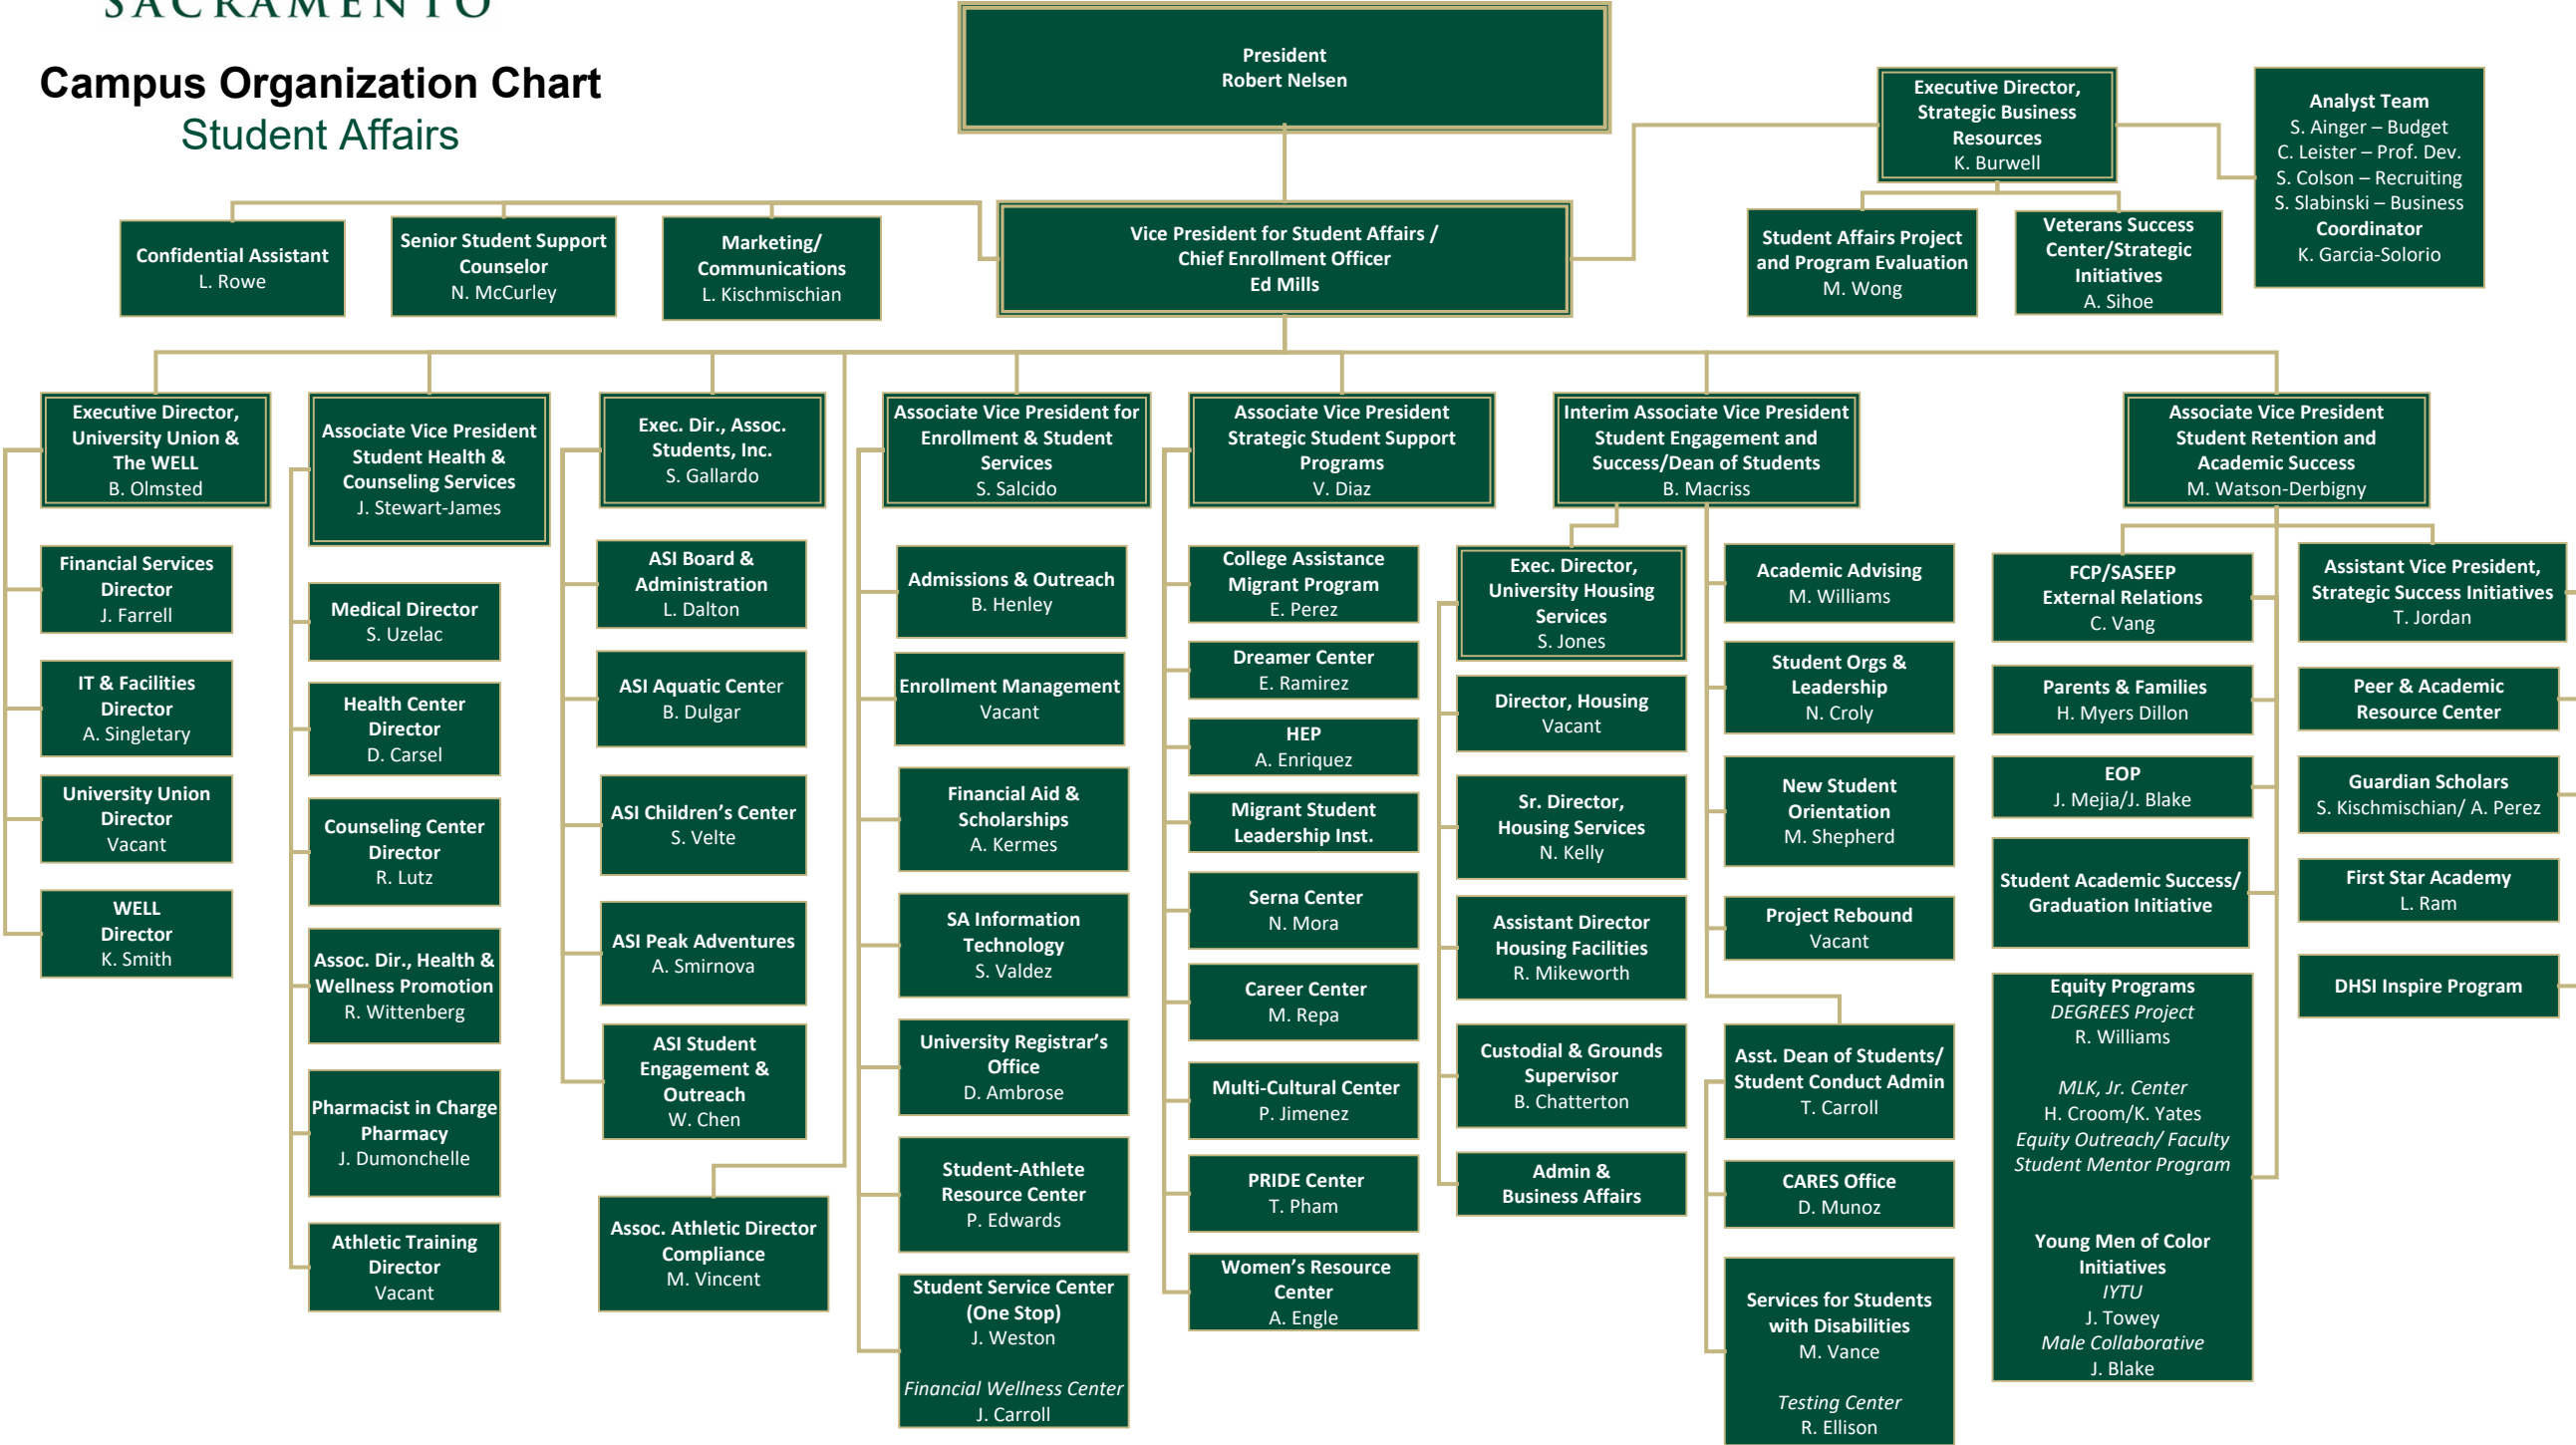 SACRAMENTO
Campus Organization Chart
Student Affairs
President
Robert Nelsen
Executive Director,
Strategic Business
Resources
K. Burwell
Analyst Team
S. Ainger – Budget
C. Leister – Prof. Dev.
S. Colson – Recruiting
S. Slabinski – Business
Coordinator
K. Garcia-Solorio
Confidential Assistant
L. Rowe
Senior Student Support
Counselor
N. McCurley
Marketing/
Communications
L. Kischmischian
Vice President for Student Affairs /
Chief Enrollment Officer
Ed Mills
Student Affairs Project
and Program Evaluation
M. Wong
Veterans Success
Center/Strategic
Initiatives
A. Sihoe
Executive Director,
University Union &
The WELL
B. Olmsted
Financial Services
Director
J. Farrell
IT & Facilities
Director
A. Singletary
University Union
Director
Vacant
WELL
Director
K. Smith
Associate Vice President
Student Health &
Counseling Services
J. Stewart-James
Medical Director
S. Uzelac
Health Center
Director
D. Carsel
Counseling Center
Director
R. Lutz
Assoc. Dir., Health &
Wellness Promotion
R. Wittenberg
Pharmacist in Charge
Pharmacy
J. Dumonchelle
Athletic Training
Director
Vacant
Exec. Dir., Assoc.
Students, Inc.
S. Gallardo
ASI Board &
Administration
L. Dalton
ASI Aquatic Center
B. Dulgar
ASI Children’s Center
S. Velte
ASI Peak Adventures
A. Smirnova
ASI Student
Engagement &
Outreach
W. Chen
Assoc. Athletic Director
Compliance
M. Vincent
Associate Vice President for
Enrollment & Student
Services
S. Salcido
Admissions & Outreach
B. Henley
Enrollment Management
Vacant
Financial Aid &
Scholarships
A. Kermes
SA Information
Technology
S. Valdez
University Registrar’s
Office
D. Ambrose
Student-Athlete
Resource Center
P. Edwards
Student Service Center
(One Stop)
J. Weston
Financial Wellness Center
J. Carroll
Associate Vice President
Strategic Student Support
Programs
V. Diaz
College Assistance
Migrant Program
E. Perez
Dreamer Center
E. Ramirez
HEP
A. Enriquez
Migrant Student
Leadership Inst.
Serna Center
N. Mora
Career Center
M. Repa
Multi-Cultural Center
P. Jimenez
PRIDE Center
T. Pham
Women’s Resource
Center
A. Engle
Interim Associate Vice President
Student Engagement and
Success/Dean of Students
B. Macriss
Exec. Director,
University Housing
Services
S. Jones
Director, Housing
Vacant
Sr. Director,
Housing Services
N. Kelly
Assistant Director
Housing Facilities
R. Mikeworth
Custodial & Grounds
Supervisor
B. Chatterton
Admin &
Business Affairs
Academic Advising
M. Williams
Student Orgs &
Leadership
N. Croly
New Student
Orientation
M. Shepherd
Project Rebound
Vacant
Asst. Dean of Students/
Student Conduct Admin
T. Carroll
CARES Office
D. Munoz
Services for Students
with Disabilities
M. Vance
Testing Center
R. Ellison
Associate Vice President
Student Retention and
Academic Success
M. Watson-Derbigny
FCP/SASEEP
External Relations
C. Vang
Parents & Families
H. Myers Dillon
EOP
J. Mejia/J. Blake
Student Academic Success/
Graduation Initiative
Equity Programs
DEGREES Project
R. Williams
MLK, Jr. Center
H. Croom/K. Yates
Equity Outreach/ Faculty
Student Mentor Program
Young Men of Color
Initiatives
IYTU
J. Towey
Male Collaborative
J. Blake
Assistant Vice President,
Strategic Success Initiatives
T. Jordan
Peer & Academic
Resource Center
Guardian Scholars
S. Kischmischian/ A. Perez
First Star Academy
L. Ram
DHSI Inspire Program